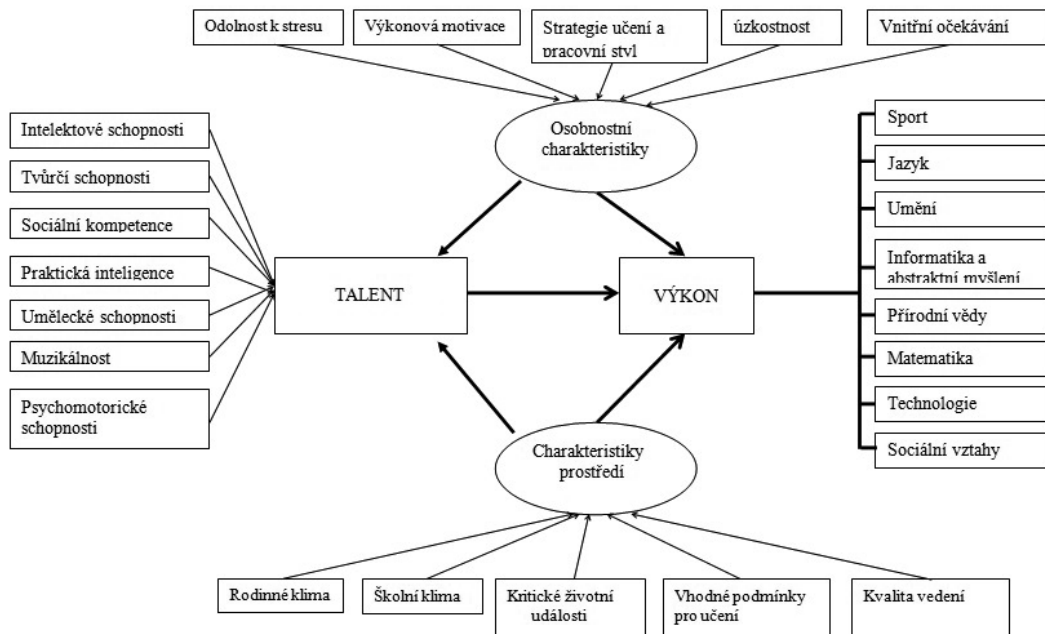 Odolnost k stresu
Výkonová motivace
Strategie učení a
pracovní styl
úzkostnost
Vnitřní očekávání
Osobnostní
charakteristiky
Intelektové schopnosti
Tvůrčí schopnosti
Sociální kompetence
Praktická inteligence
Umělecké schopnosti
Muzikálnost
Psychomotorické
schopnosti
TALENT
VÝKON
Sport
Jazyk
Umění
Informatika a
abstraktní myšlení
Přírodní vědy
Matematika
Technologie
Sociální vztahy
Charakteristiky
prostředí
Rodinné klima
Školní klima
Kritické životní
události
Vhodné podmínky
pro učení
Kvalita vedení